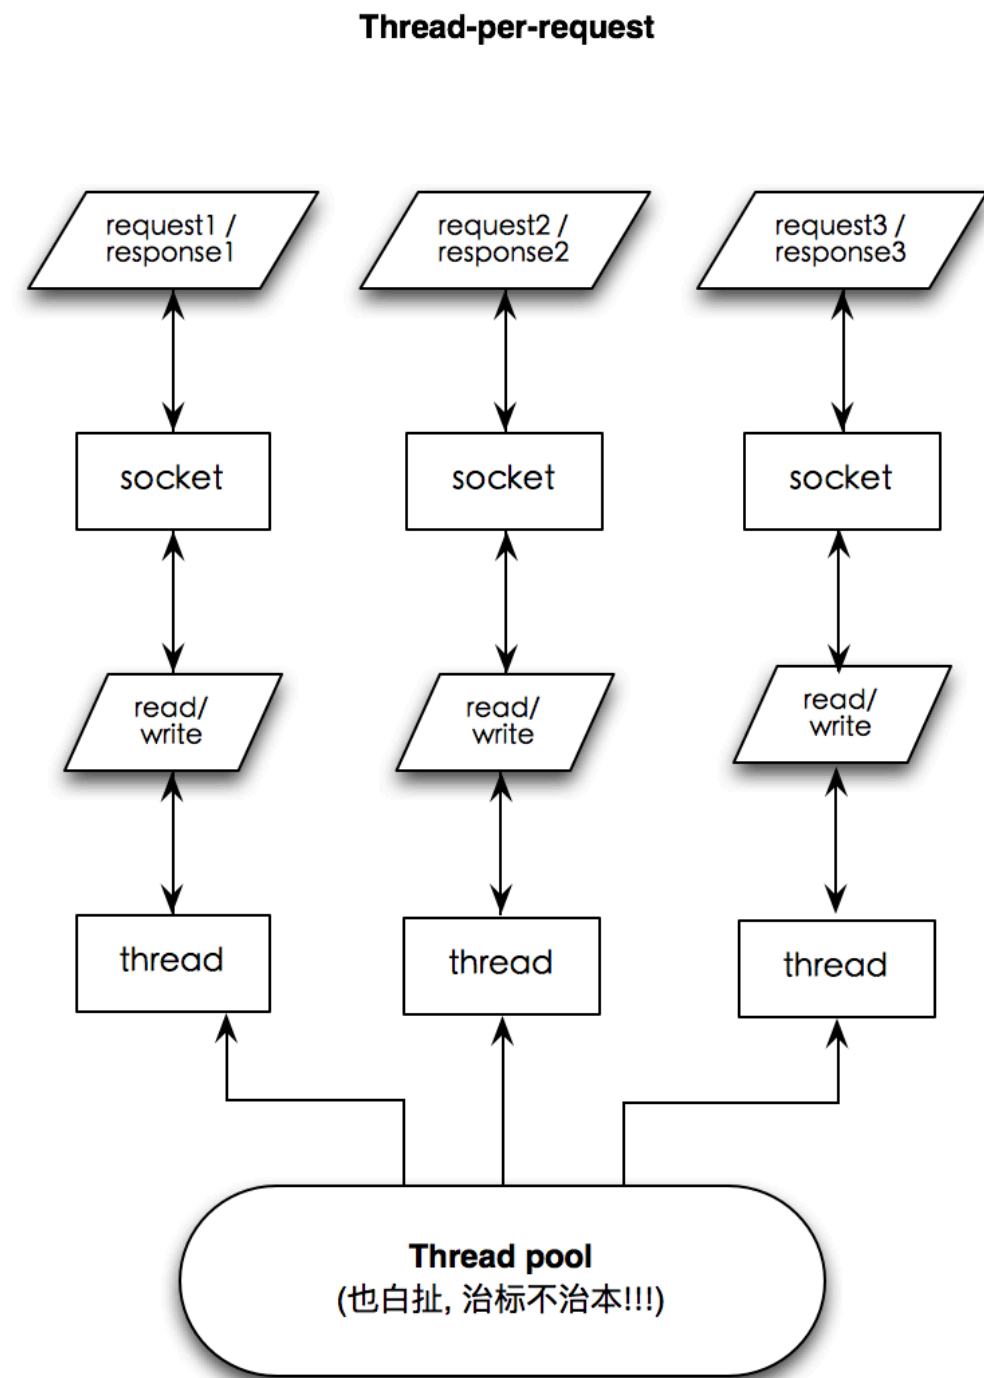 Thread-per-request
request1 /
response1
request2 /
response2
request3 /
response3
socket
socket
socket
read/
write
read/
write
read/
write
thread
thread
thread
Thread pool
(也白扯, 治标不治本!!!)